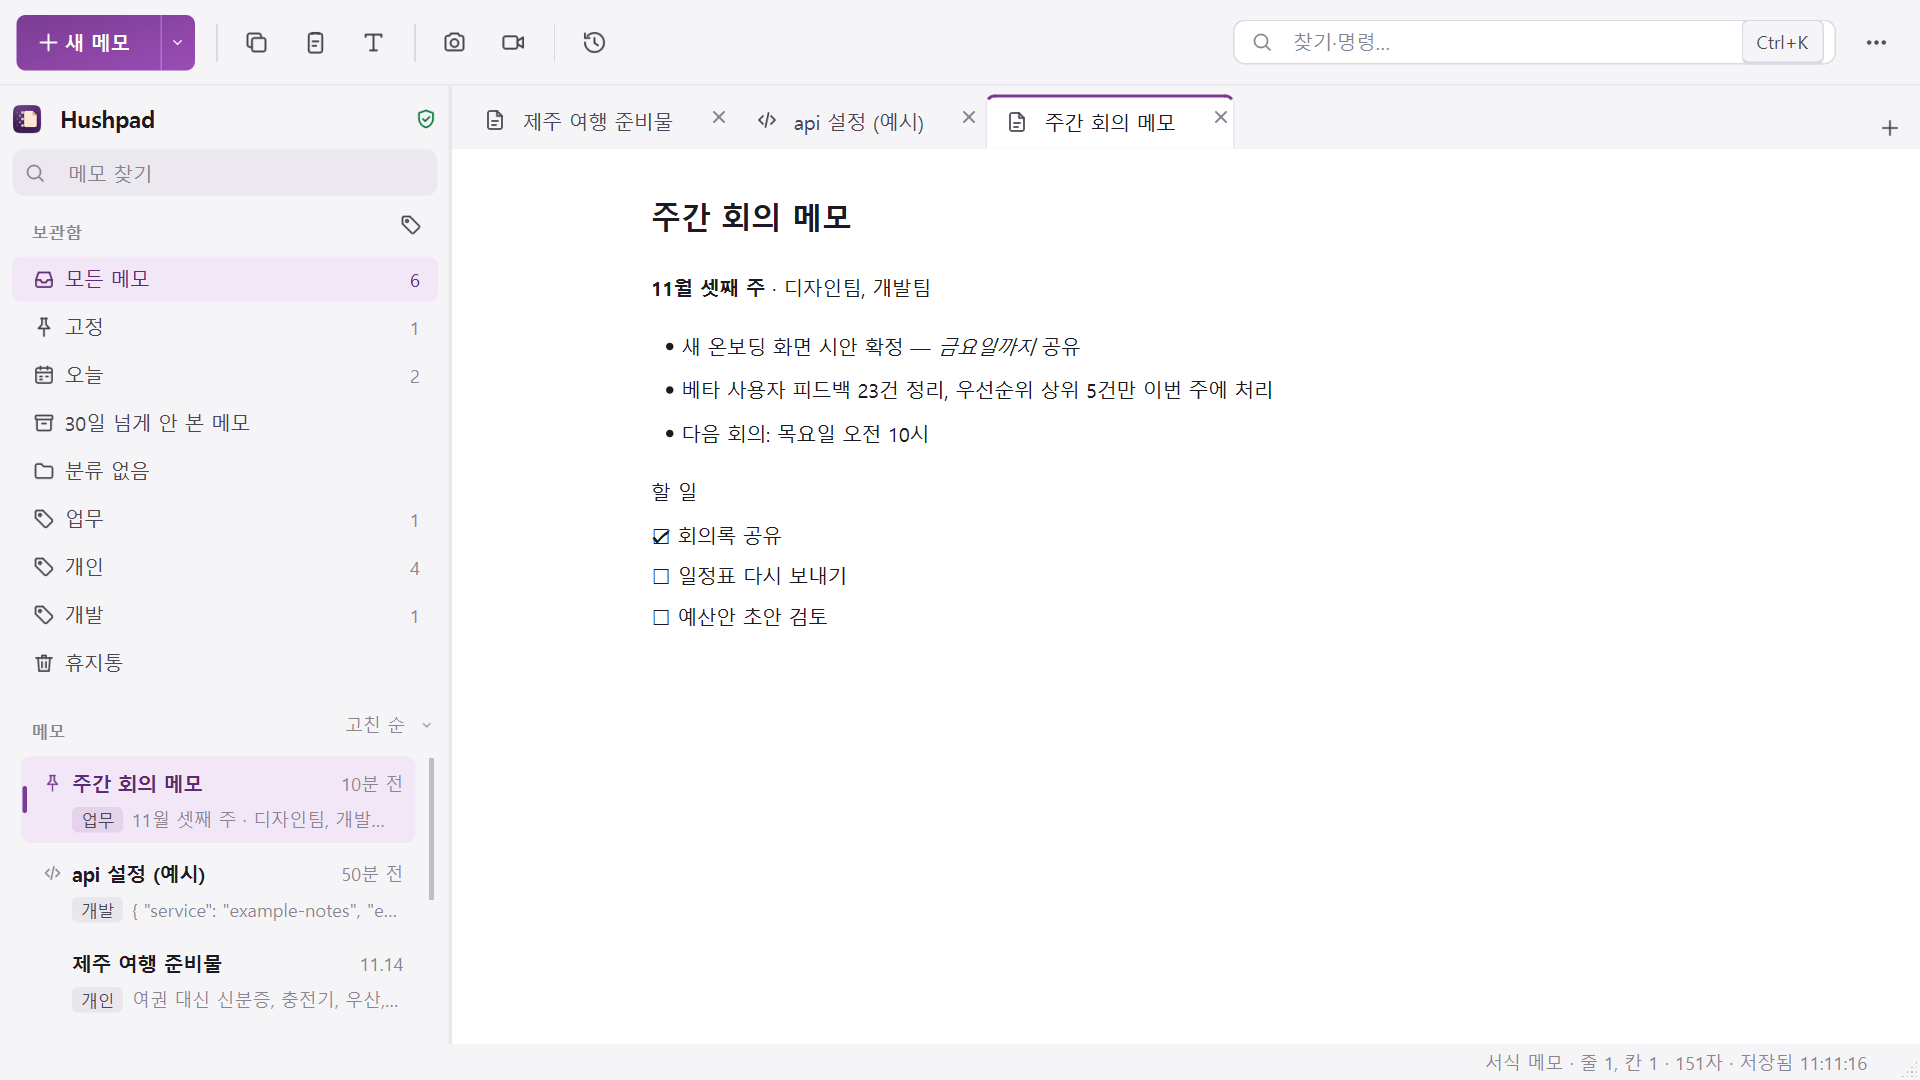 새 메모
찾기·명령...
Ctrl+K
Hushpad
메모 찾기
보관함
모든 메모 6
고정 1
오늘 2
30일 넘게 안 본 메모
분류 없음
업무 1
개인 4
개발 1
휴지통
메모 고친 순
주간 회의 메모 10분 전
업무 11월 셋째 주 · 디자인팀, 개발...
api 설정 (예시) 50분 전
개발 { "service": "example-notes", "e...
제주 여행 준비물 11.14
개인 여권 대신 신분증, 충전기, 우산,...
제주 여행 준비물
api 설정 (예시)
주간 회의 메모
주간 회의 메모
11월 셋째 주 · 디자인팀, 개발팀
• 새 온보딩 화면 시안 확정 — 금요일까지 공유
• 베타 사용자 피드백 23건 정리, 우선순위 상위 5건만 이번 주에 처리
• 다음 회의: 목요일 오전 10시
할 일
☑ 회의록 공유
☐ 일정표 다시 보내기
☐ 예산안 초안 검토
서식 메모 · 줄 1, 칸 1 · 151자 · 저장됨 11:11:16